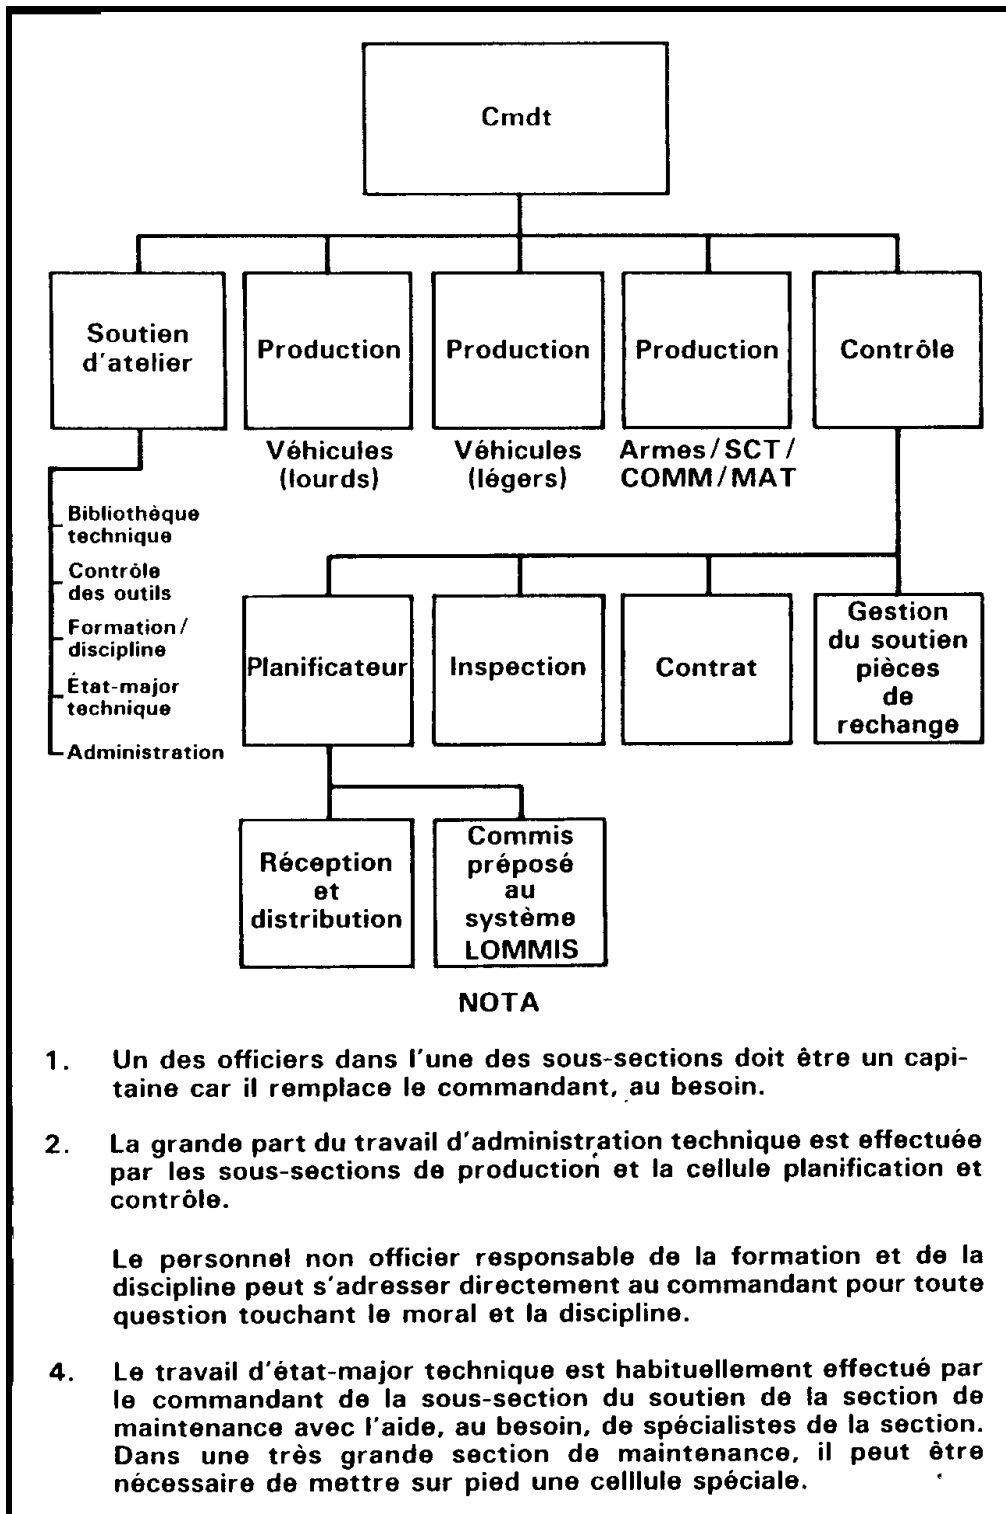 Cmdt
Soutien
d'atelier
Production
Production
Production
Contrôle
Véhicules
(lourds)
Véhicules
(légers)
Armes/SCT/
COMM/MAT
Bibliothèque
technique
Contrôle
des outils
Formation/
discipline
État-major
technique
Administration
Planificateur
Inspection
Contrat
Gestion
du soutien
pièces
de
rechange
Réception
et
distribution
Commis
préposé
au
système
LOMMIS
NOTA
1. Un des officiers dans l'une des sous-sections doit être un capi-
taine car il remplace le commandant, au besoin.
2. La grande part du travail d'administration technique est effectuée
par les sous-sections de production et la cellule planification et
contrôle.
Le personnel non officier responsable de la formation et de la
discipline peut s'adresser directement au commandant pour toute
question touchant le moral et la discipline.
4. Le travail d'état-major technique est habituellement effectué par
le commandant de la sous-section du soutien de la section de
maintenance avec l'aide, au besoin, de spécialistes de la section.
Dans une très grande section de maintenance, il peut être
nécessaire de mettre sur pied une celllule spéciale.